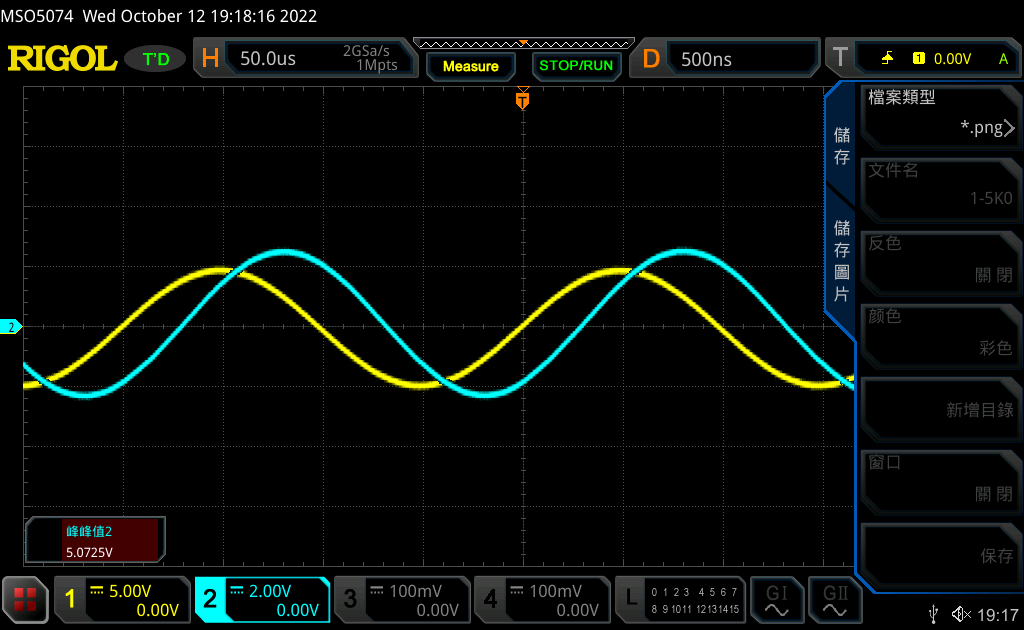 MSO5074 Wed October 12 19:18:16 2022
RIGOL
T'D
H
50.0us
2GSa/s
1Mpts
Measure
STOP/RUN
D
500ns
T
1
0.00V
A
T
儲存
檔案類型
*.png
文件名
1-5K0
儲存圖片
反色
關閉
颜色
彩色
新增目錄
窗口
關閉
保存
2
峰峰值2
5.0725V
1
5.00V
0.00V
2
2.00V
0.00V
3
100mV
0.00V
4
100mV
0.00V
L
0 1 2 3 4 5 6 7
8 9 10 11 12 13 14 15
GI
GII
19:17